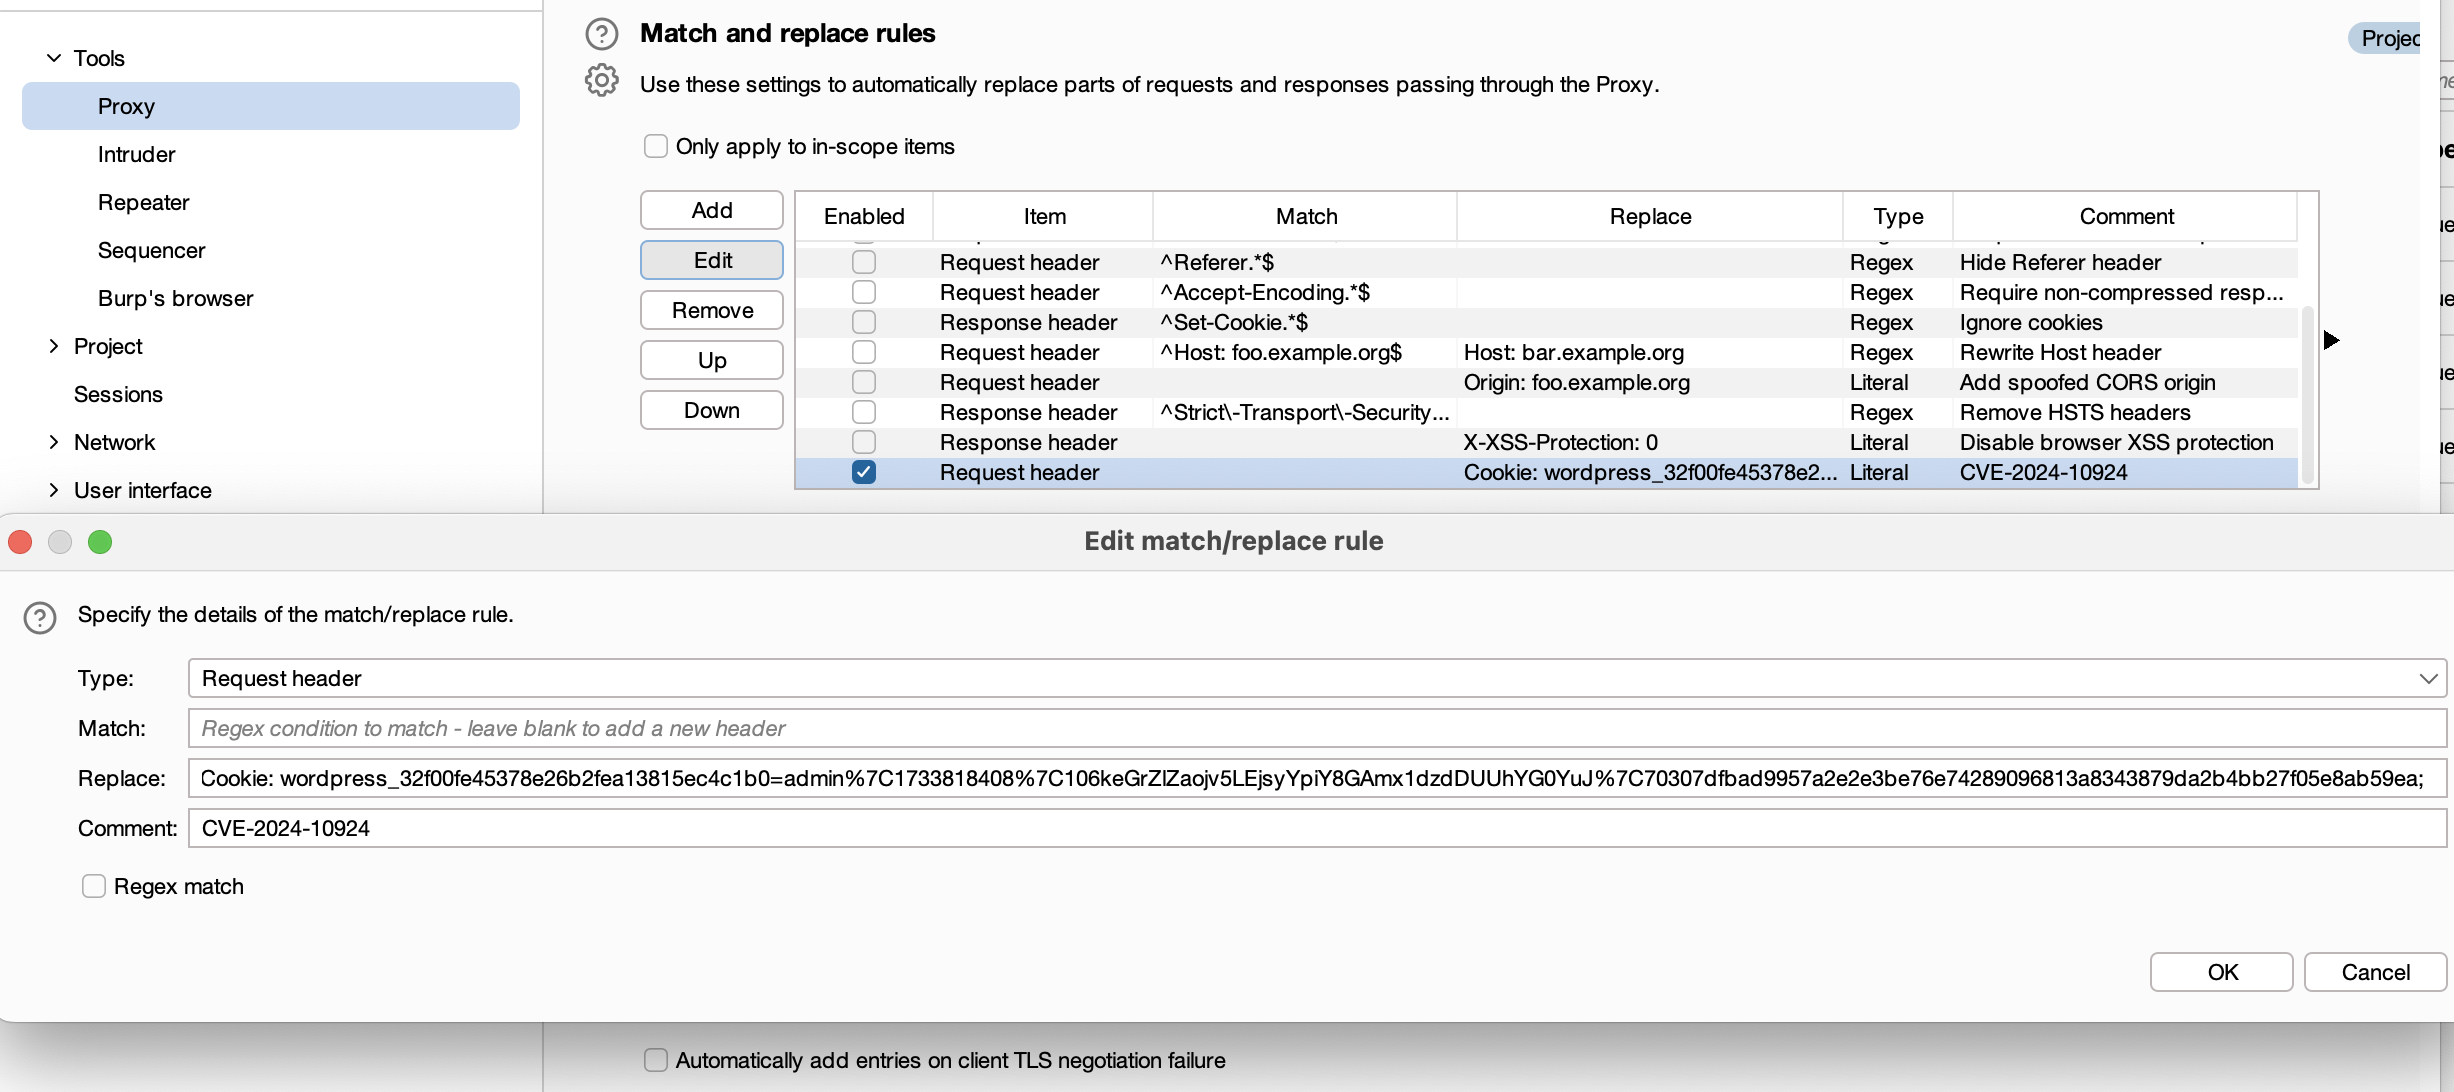 Tools
Proxy
Intruder
Repeater
Sequencer
Burp's browser
Project
Sessions
Network
User interface
Match and replace rules
Use these settings to automatically replace parts of requests and responses passing through the Proxy.
Only apply to in-scope items
Add
Edit
Remove
Up
Down
Enabled Item Match Replace Type Comment
Request header ^Referer.*$ Regex Hide Referer header
Request header ^Accept-Encoding.*$ Regex Require non-compressed resp...
Response header ^Set-Cookie.*$ Regex Ignore cookies
Request header ^Host: foo.example.org$ Host: bar.example.org Regex Rewrite Host header
Request header Origin: foo.example.org Literal Add spoofed CORS origin
Response header ^Strict\-Transport\-Security... Regex Remove HSTS headers
Response header X-XSS-Protection: 0 Literal Disable browser XSS protection
Request header Cookie: wordpress_32f00fe45378e2... Literal CVE-2024-10924
Edit match/replace rule
Specify the details of the match/replace rule.
Type: Request header
Match: Regex condition to match - leave blank to add a new header
Replace: Cookie: wordpress_32f00fe45378e26b2fea13815ec4c1b0=admin%7C1733818408%7C106keGrZlZaojv5LEjsyYpiY8GAmx1dzdDUUhYG0YuJ%7C70307dfbad9957a2e2e3be76e74289096813a8343879da2b4bb27f05e8ab59ea;
Comment: CVE-2024-10924
Regex match
OK
Cancel
Automatically add entries on client TLS negotiation failure